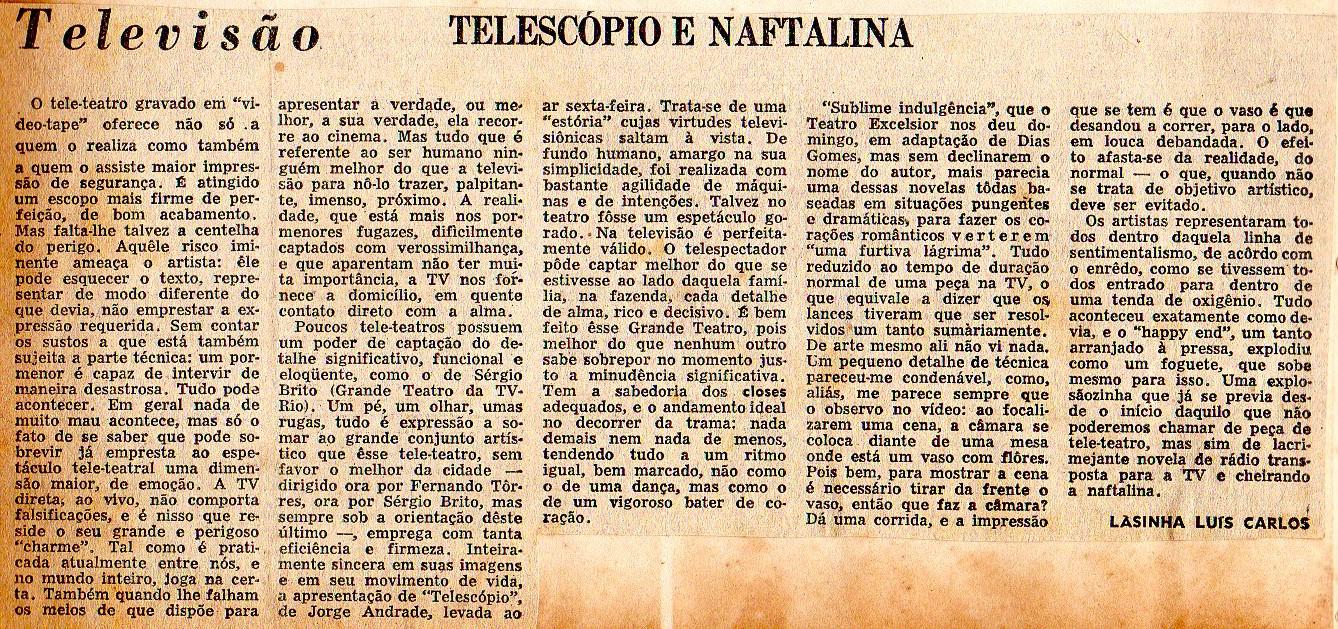 Televisão
TELESCÓPIO E NAFTALINA
O tele-teatro gravado em "vi-
deo-tape" oferece não só a
quem o realiza como também
a quem o assiste maior impres-
são de segurança. É atingido
um escopo mais firme de per-
feição, de bom acabamento.
Mas falta-lhe talvez a centelha
do perigo. Aquêle risco imi-
nente ameaça o artista: êle
pode esquecer o texto, repre-
sentar de modo diferente do
que devia, não emprestar a ex-
pressão requerida. Sem contar
os sustos a que está também
sujeita a parte técnica: um por-
menor é capaz de intervir de
maneira desastrosa. Tudo pode
acontecer. Em geral nada de
muito mau acontece, mas só o
fato de se saber que pode so-
brevir já empresta ao espe-
táculo tele-teatral uma dimen-
são maior, de emoção. A TV
direta, ao vivo, não comporta
falsificações, e é nisso que re-
side o seu grande e perigoso
"charme". Tal como é prati-
cada atualmente entre nós, e
no mundo inteiro, joga na cer-
ta. Também quando lhe falham
os meios de que dispõe para
apresentar a verdade, ou me-
lhor, a sua verdade, ela recor-
re ao cinema. Mas tudo que é
referente ao ser humano nin-
guém melhor do que a televi-
são para nô-lo trazer, palpitan-
te, imenso, próximo. A reali-
dade, que está mais nos por-
menores fugazes, dificilmente
captados com verossimilhança,
e que aparentam não ter mui-
ta importância, a TV nos for-
nece a domicílio, em quente
contato direto com a alma.
Poucos tele-teatros possuem
um poder de captação do de-
talhe significativo, funcional e
eloqüente, como o de Sérgio
Brito (Grande Teatro da TV-
Rio). Um pé, um olhar, umas
rugas, tudo é expressão a so-
mar ao grande conjunto artís-
tico que êsse tele-teatro, sem
favor o melhor da cidade —
dirigido ora por Fernando Tôr-
res, ora por Sérgio Brito, mas
sempre sob a orientação dêste
último —, emprega com tanta
eficiência e firmeza. Inteira-
mente sincera em suas imagens
e em seu movimento de vida,
a apresentação de "Telescópio",
de Jorge Andrade, levada ao
ar sexta-feira. Trata-se de uma
"estória" cujas virtudes televi-
siônicas saltam à vista. De
fundo humano, amargo na sua
simplicidade, foi realizada com
bastante agilidade de máqui-
nas e de intenções. Talvez no
teatro fôsse um espetáculo go-
rado. Na televisão é perfeita-
mente válido. O telespectador
pôde captar melhor do que se
estivesse ao lado daquela famí-
lia, na fazenda, cada detalhe
de alma, rico e decisivo. É bem
feito êsse Grande Teatro, pois
melhor do que nenhum outro
sabe sobrepor no momento jus-
to a minudência significativa.
Tem a sabedoria dos closes
adequados, e o andamento ideal
no decorrer da trama: nada
demais nem nada de menos,
tendendo tudo a um ritmo
igual, bem marcado, não como
o de uma dança, mas como o
de um vigoroso bater de co-
ração.
"Sublime indulgência", que o
Teatro Excelsior nos deu do-
mingo, em adaptação de Dias
Gomes, mas sem declinarem o
nome do autor, mais parecia
uma dessas novelas tôdas ba-
seadas em situações pungentes
e dramáticas, para fazer os co-
rações românticos verterem
"uma furtiva lágrima". Tudo
reduzido ao tempo de duração
normal de uma peça na TV, o
que equivale a dizer que os
lances tiveram que ser resol-
vidos um tanto sumàriamente.
De arte mesmo ali não vi nada.
Um pequeno detalhe de técnica
pareceu-me condenável, como,
aliás, me parece sempre que
o observo no vídeo: ao focali-
zarem uma cena, a câmara se
coloca diante de uma mesa
onde está um vaso com flôres.
Pois bem, para mostrar a cena
é necessário tirar da frente o
vaso, então que faz a câmara?
Dá uma corrida, e a impressão
que se tem é que o vaso é que
desandou a correr, para o lado,
em louca debandada. O efei-
to afasta-se da realidade, do
normal — o que, quando não
se trata de objetivo artístico,
deve ser evitado.
Os artistas representaram to-
dos dentro daquela linha de
sentimentalismo, de acôrdo com
o enrêdo, como se tivessem to-
dos entrado para dentro de
uma tenda de oxigênio. Tudo
aconteceu exatamente como de-
via, e o "happy end", um tanto
arranjado à pressa, explodiu
como um foguete, que sobe
mesmo para isso. Uma explo-
sãozinha que já se previa des-
de o início daquilo que não
poderemos chamar de peça de
tele-teatro, mas sim de lacri-
mejante novela de rádio trans-
posta para a TV e cheirando
a naftalina.
LASINHA LUIS CARLOS